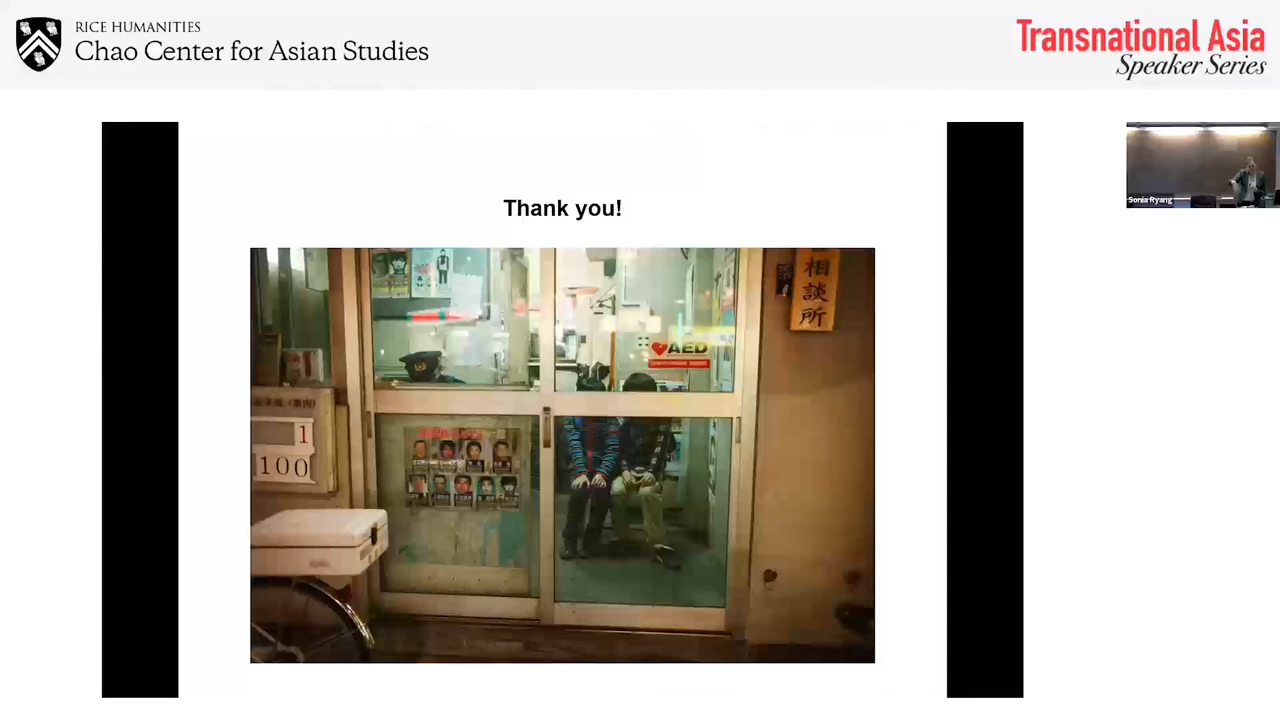 RICE HUMANITIES
Chao Center for Asian Studies
Transnational Asia
Speaker Series
Thank you!
相談所
AED
1
100
Sonia Ryang